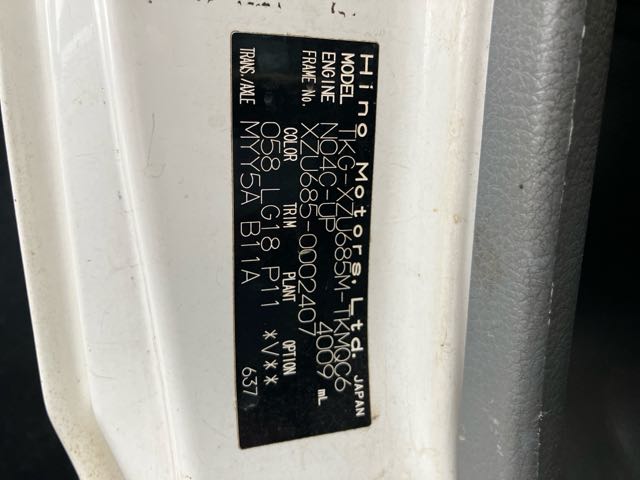 Hino Motors, Ltd. JAPAN
MODEL TKG-XZU685M-TKMQC6
ENGINE N04C-UP 4009 mL
FRAME No. XZU685-0002407
COLOR TRIM PLANT OPTION
058 LG18 P11 *V**
TRANS./AXLE MYY5A B11A 637